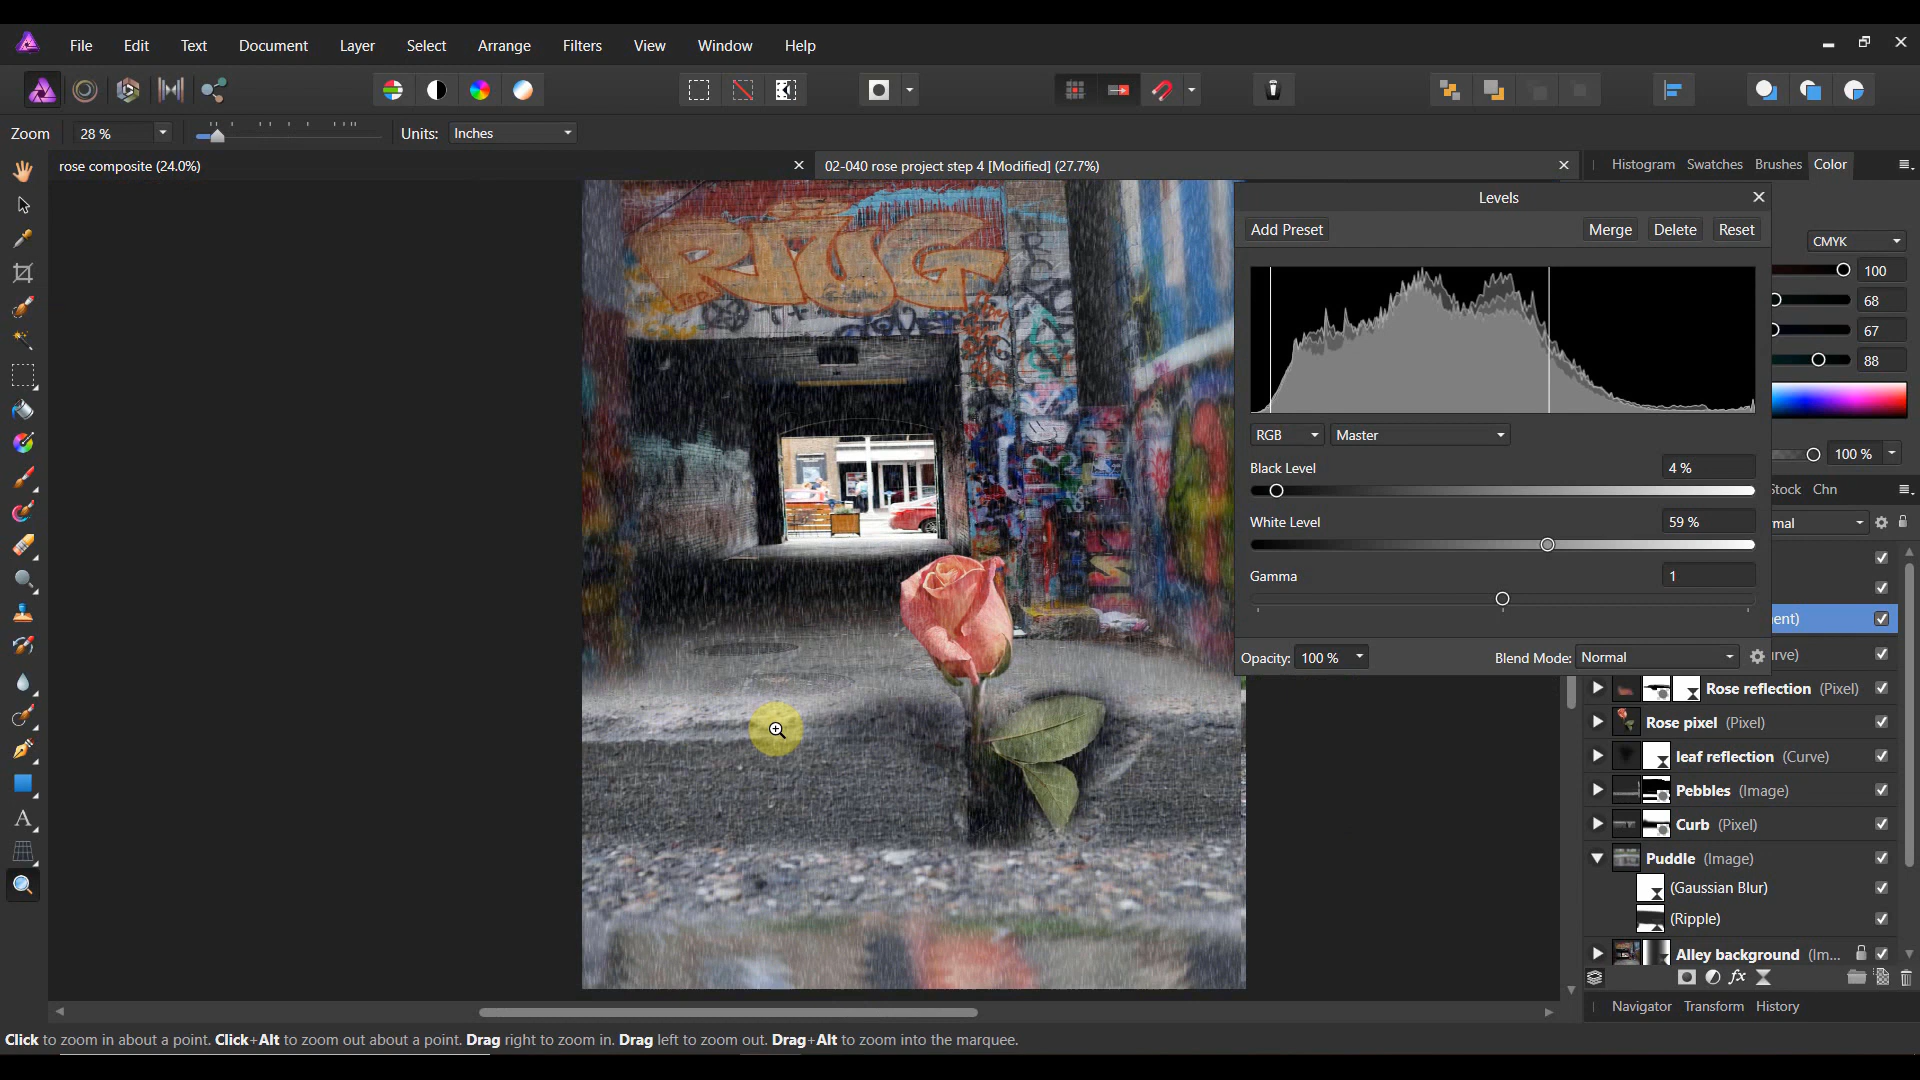 File Edit Text Document Layer Select Arrange Filters View Window Help
Zoom 28 % Units: Inches
rose composite (24.0%) 02-040 rose project step 4 [Modified] (27.7%) Histogram Swatches Brushes Color
Levels
Add Preset Merge Delete Reset
CMYK
100
68
67
88
RGB Master
Black Level 4 %
100 %
White Level 59 %
Stock Chn
mal
Gamma 1
ent)
Opacity: 100 % Blend Mode: Normal
rve)
Rose reflection (Pixel)
Rose pixel (Pixel)
leaf reflection (Curve)
Pebbles (Image)
Curb (Pixel)
Puddle (Image)
(Gaussian Blur)
(Ripple)
Alley background (Im...
Navigator Transform History
Click to zoom in about a point. Click+Alt to zoom out about a point. Drag right to zoom in. Drag left to zoom out. Drag+Alt to zoom into the marquee.